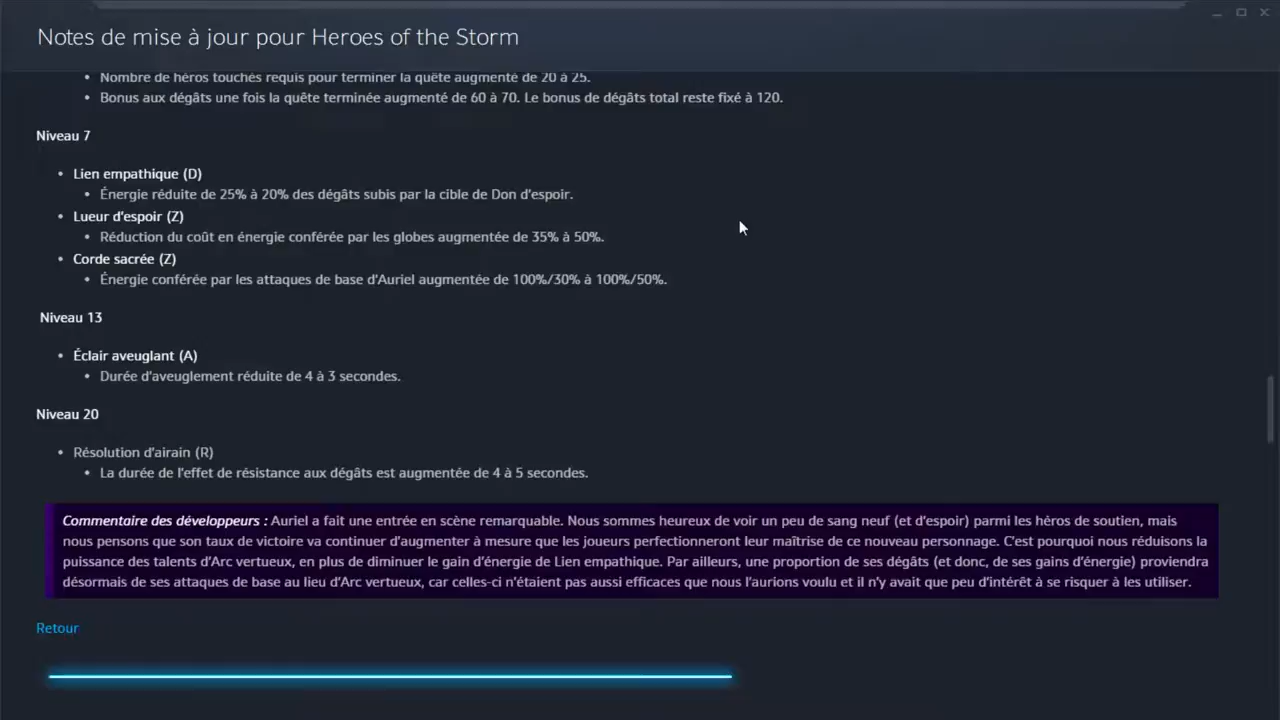 Notes de mise à jour pour Heroes of the Storm
• Nombre de héros touchés requis pour terminer la quête augmenté de 20 à 25.
• Bonus aux dégâts une fois la quête terminée augmenté de 60 à 70. Le bonus de dégâts total reste fixé à 120.
Niveau 7
• Lien empathique (D)
• Énergie réduite de 25% à 20% des dégâts subis par la cible de Don d'espoir.
• Lueur d'espoir (Z)
• Réduction du coût en énergie conférée par les globes augmentée de 35% à 50%.
• Corde sacrée (Z)
• Énergie conférée par les attaques de base d'Auriel augmentée de 100%/30% à 100%/50%.
Niveau 13
• Éclair aveuglant (A)
• Durée d'aveuglement réduite de 4 à 3 secondes.
Niveau 20
• Résolution d'airain (R)
• La durée de l'effet de résistance aux dégâts est augmentée de 4 à 5 secondes.
Commentaire des développeurs : Auriel a fait une entrée en scène remarquable. Nous sommes heureux de voir un peu de sang neuf (et d'espoir) parmi les héros de soutien, mais
nous pensons que son taux de victoire va continuer d'augmenter à mesure que les joueurs perfectionneront leur maîtrise de ce nouveau personnage. C'est pourquoi nous réduisons la
puissance des talents d'Arc vertueux, en plus de diminuer le gain d'énergie de Lien empathique. Par ailleurs, une proportion de ses dégâts (et donc, de ses gains d'énergie) proviendra
désormais de ses attaques de base au lieu d'Arc vertueux, car celles-ci n'étaient pas aussi efficaces que nous l'aurions voulu et il n'y avait que peu d'intérêt à se risquer à les utiliser.
Retour